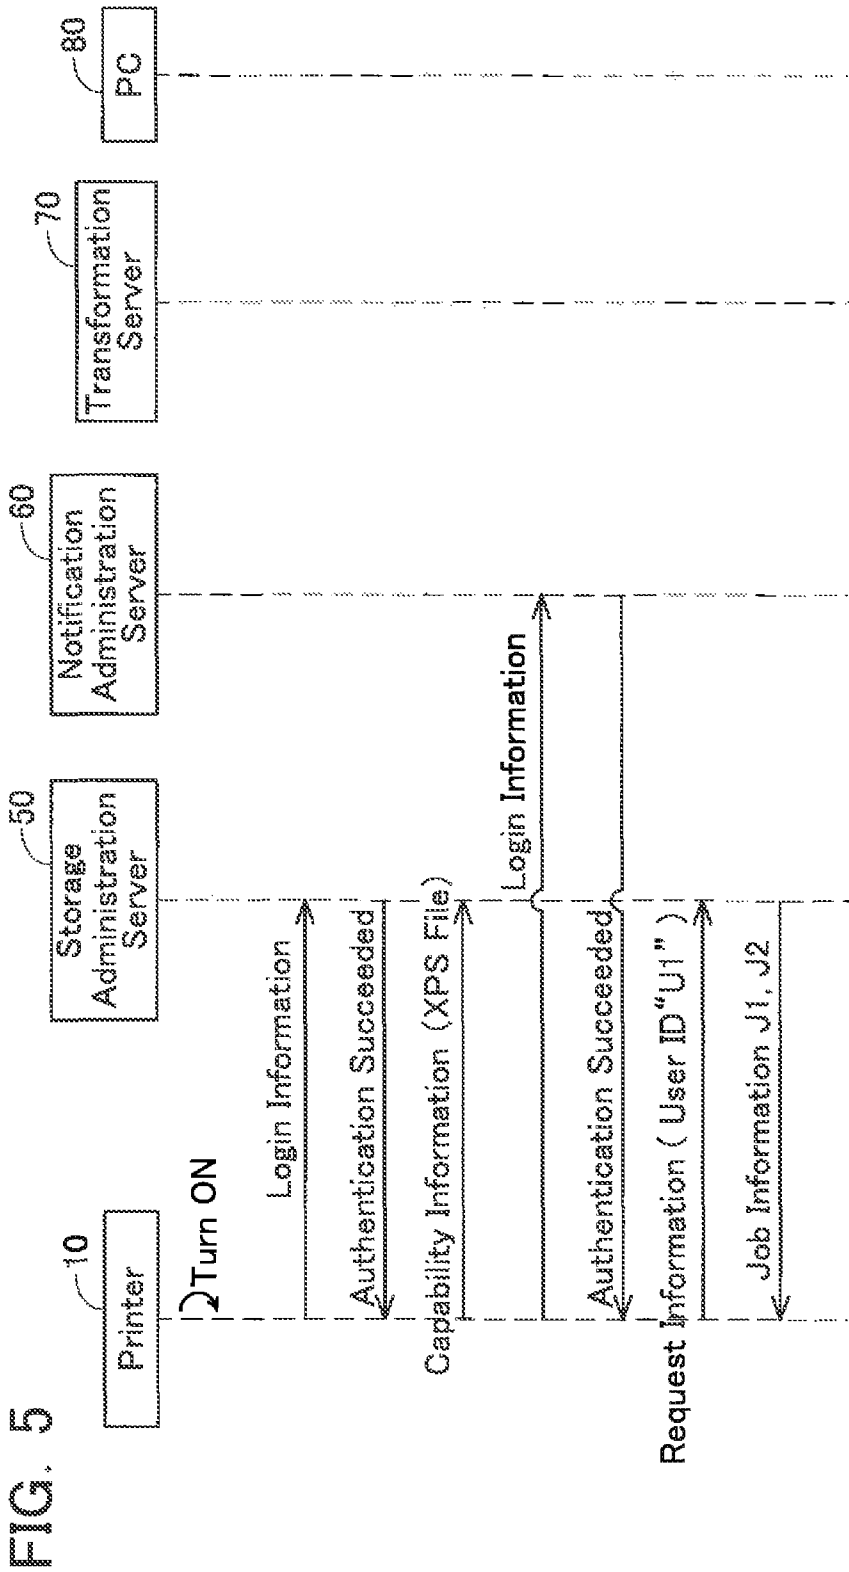 FIG. 5
10
Printer
50
Storage
Administration
Server
60
Notification
Administration
Server
70
Transformation
Server
80
PC
Turn ON
Login Information
Authentication Succeeded
Capability Information (XPS File)
Login Information
Authentication Succeeded
Request Information ( User ID“U1” )
Job Information J1, J2